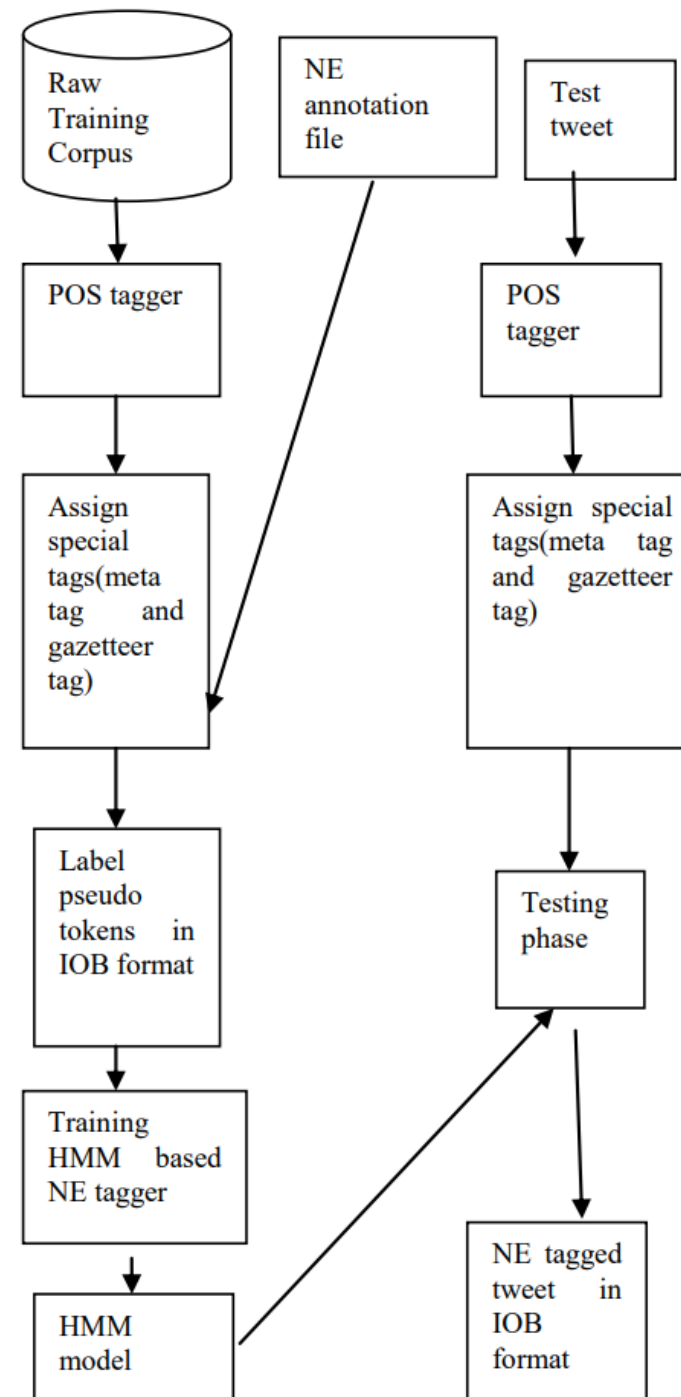 Raw
Training
Corpus
NE
annotation
file
Test
tweet
POS tagger
POS
tagger
Assign
special
tags(meta
tag and
gazetteer
tag)
Assign special
tags(meta tag
and gazetteer
tag)
Label
pseudo
tokens in
IOB format
Testing
phase
Training
HMM based
NE tagger
HMM
model
NE tagged
tweet in
IOB
format